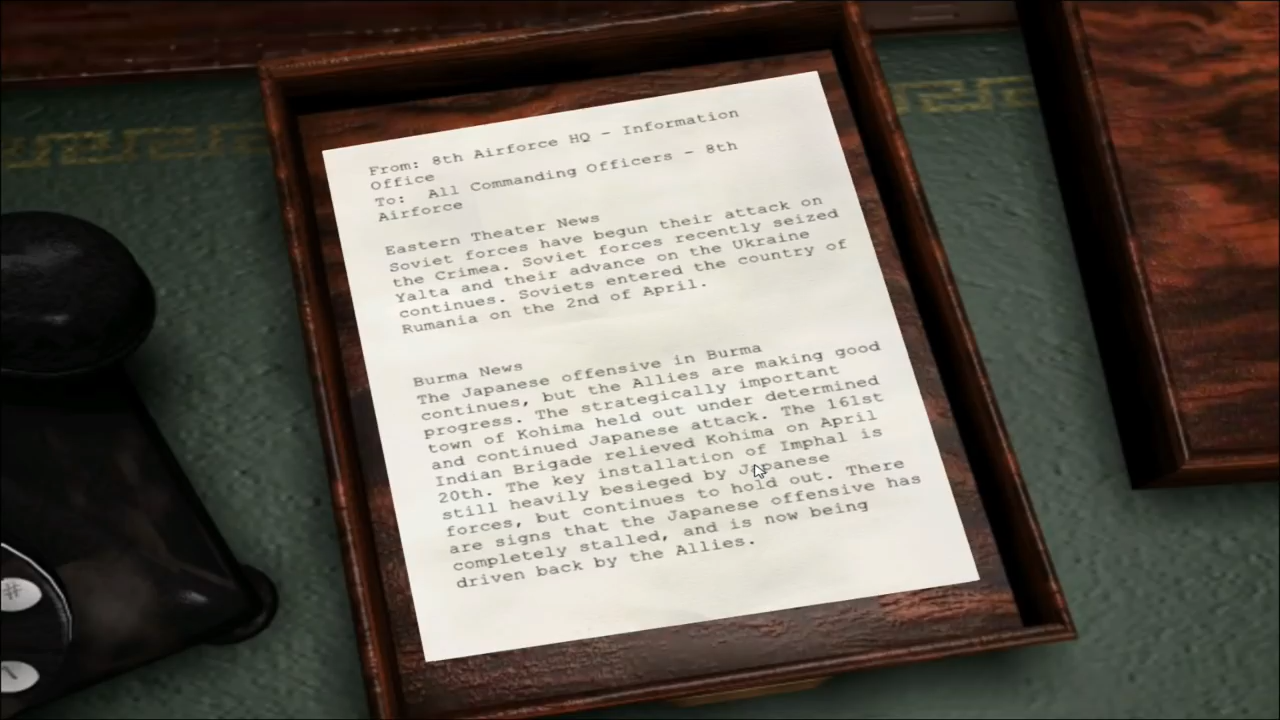 From: 8th Airforce HQ - Information
Office
To: All Commanding Officers - 8th
Airforce
Eastern Theater News
Soviet forces have begun their attack on
the Crimea. Soviet forces recently seized
Yalta and their advance on the Ukraine
continues. Soviets entered the country of
Rumania on the 2nd of April.
Burma News
The Japanese offensive in Burma
continues, but the Allies are making good
progress. The strategically important
town of Kohima held out under determined
and continued Japanese attack. The 161st
Indian Brigade relieved Kohima on April
20th. The key installation of Imphal is
still heavily besieged by Japanese
forces, but continues to hold out. There
are signs that the Japanese offensive has
completely stalled, and is now being
driven back by the Allies.
#